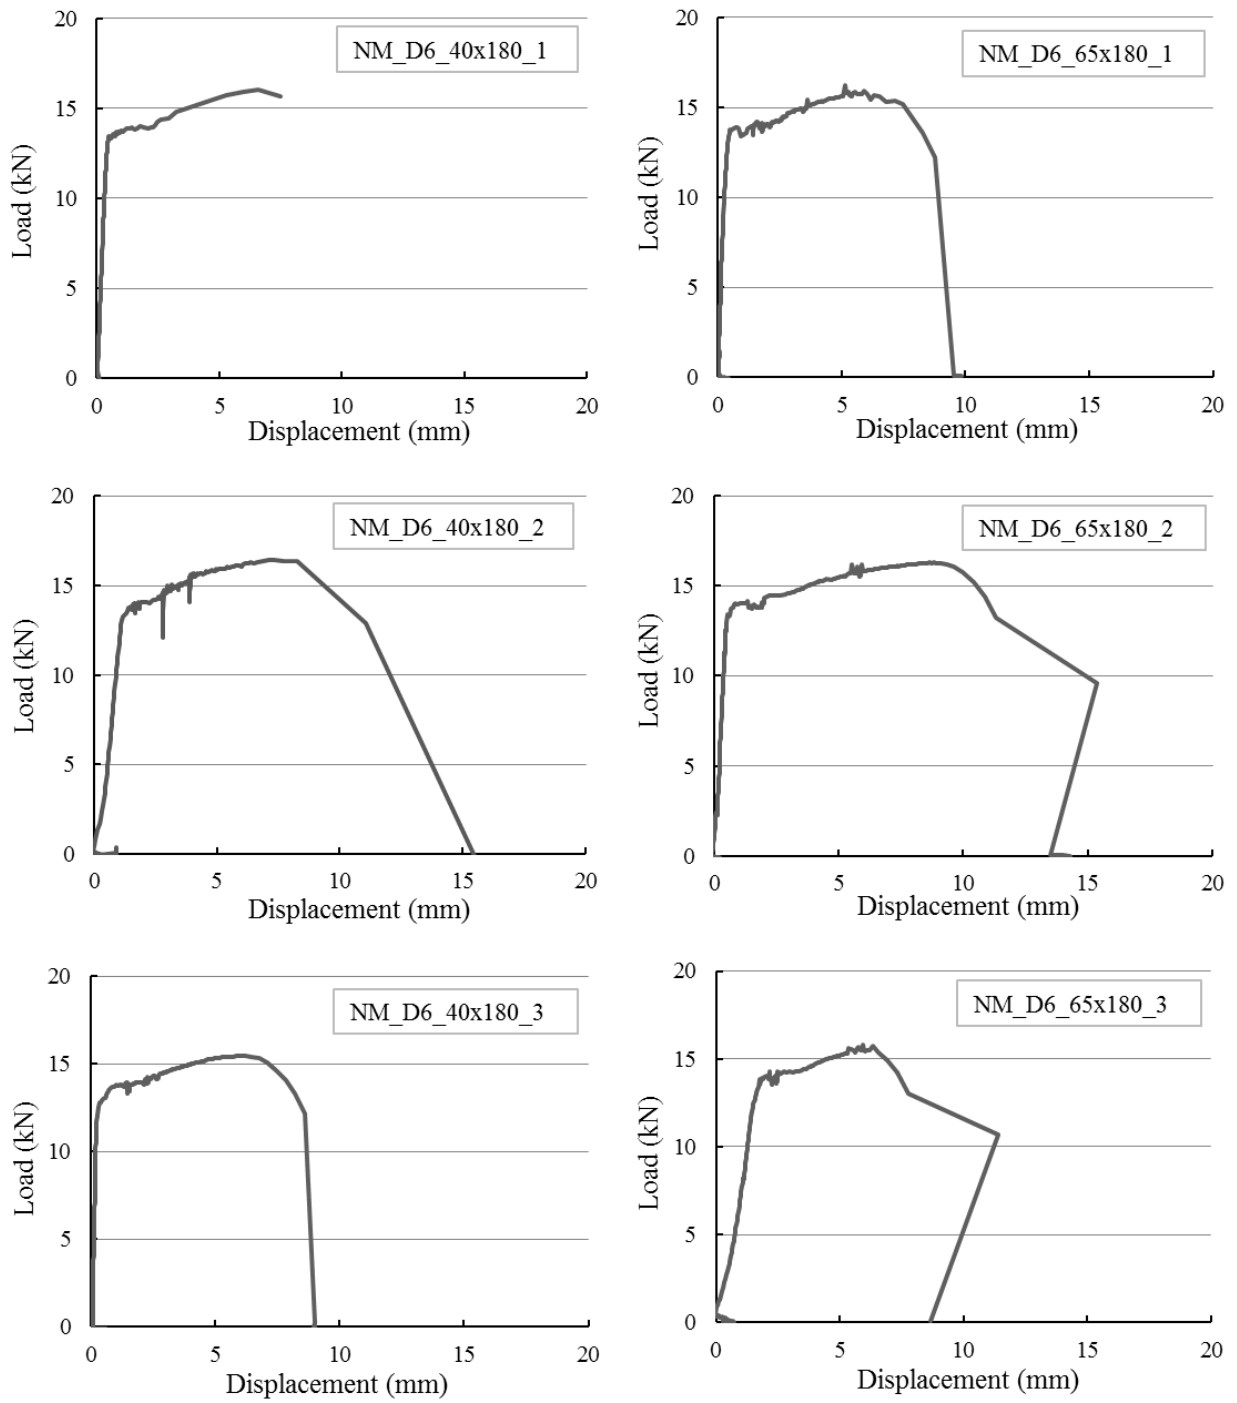 NM_D6_40x180_1
Load (kN)
20
15
10
5
0
0 5 10 15 20
Displacement (mm)
NM_D6_65x180_1
Load (kN)
20
15
10
5
0
0 5 10 15 20
Displacement (mm)
NM_D6_40x180_2
Load (kN)
20
15
10
5
0
0 5 10 15 20
Displacement (mm)
NM_D6_65x180_2
Load (kN)
20
15
10
5
0
0 5 10 15 20
Displacement (mm)
NM_D6_40x180_3
Load (kN)
20
15
10
5
0
0 5 10 15 20
Displacement (mm)
NM_D6_65x180_3
Load (kN)
20
15
10
5
0
0 5 10 15 20
Displacement (mm)